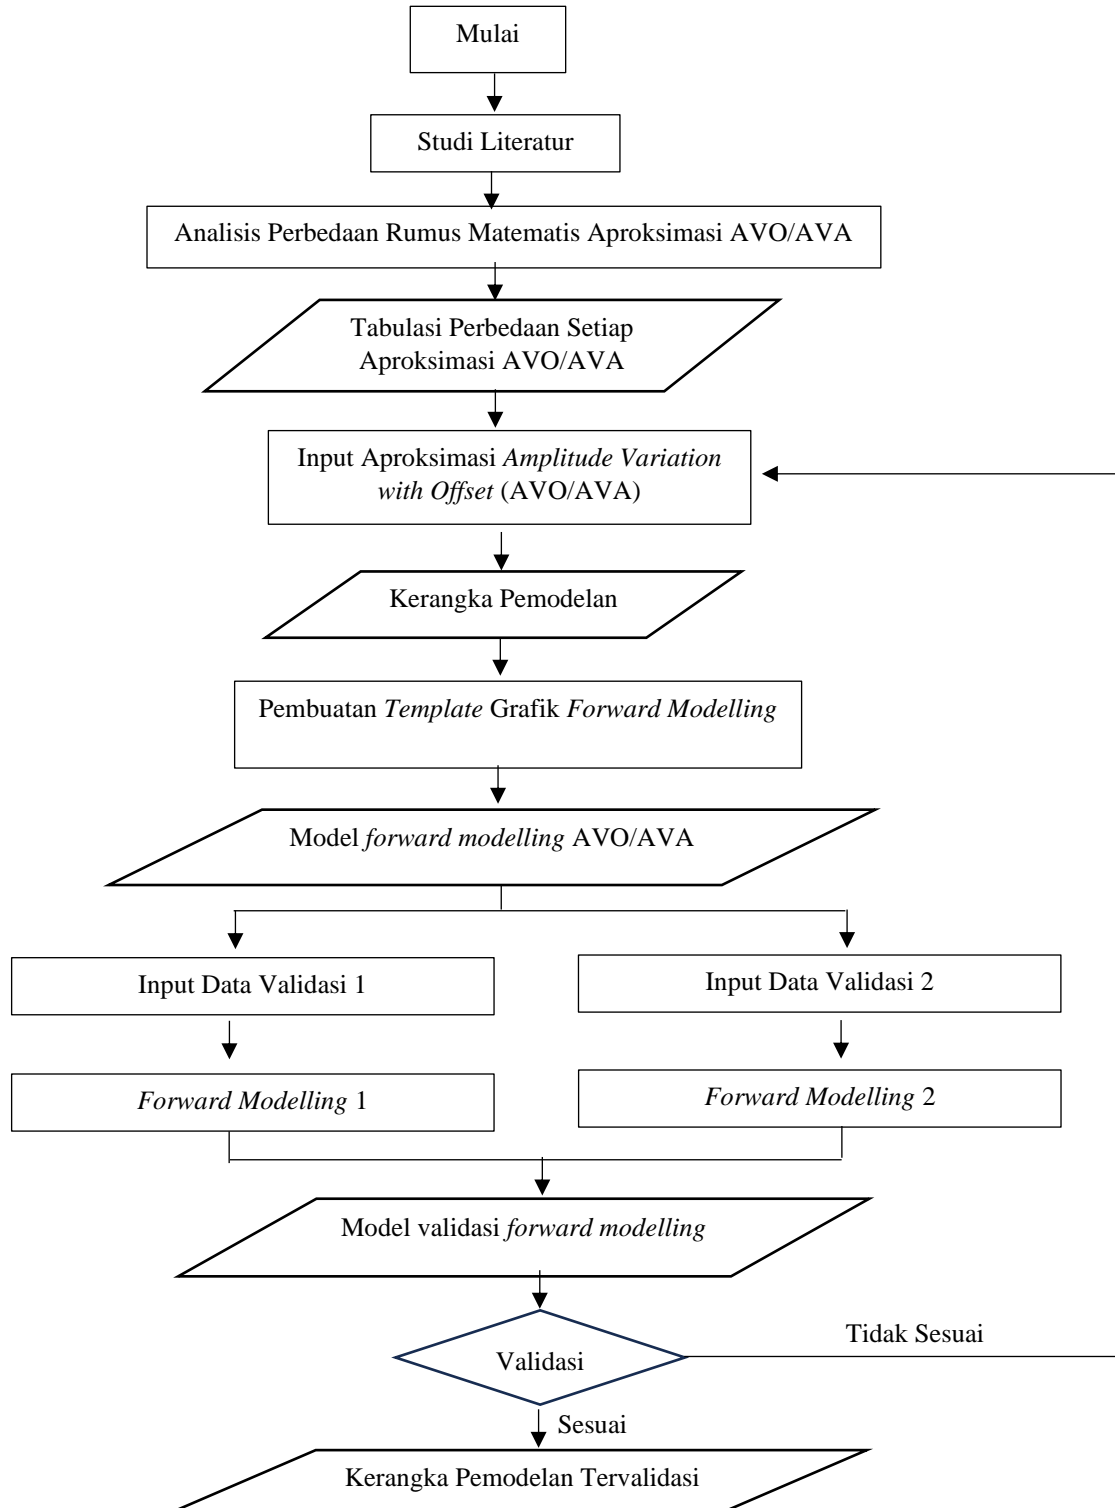 Mulai
Studi Literatur
Analisis Perbedaan Rumus Matematis Aproksimasi AVO/AVA
Tabulasi Perbedaan Setiap
Aproksimasi AVO/AVA
Input Aproksimasi Amplitude Variation
with Offset (AVO/AVA)
Kerangka Pemodelan
Pembuatan Template Grafik Forward Modelling
Model forward modelling AVO/AVA
Input Data Validasi 1
Input Data Validasi 2
Forward Modelling 1
Forward Modelling 2
Model validasi forward modelling
Validasi
Tidak Sesuai
Sesuai
Kerangka Pemodelan Tervalidasi